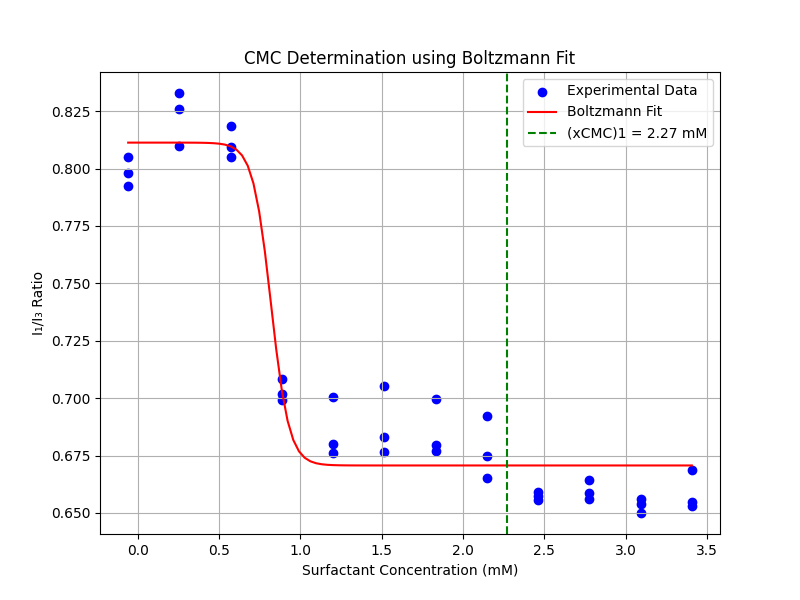 CMC Determination using Boltzmann Fit
Experimental Data
Boltzmann Fit
(xCMC)1 = 2.27 mM
I₁/I₃ Ratio
0.825
0.800
0.775
0.750
0.725
0.700
0.675
0.650
0.0 0.5 1.0 1.5 2.0 2.5 3.0 3.5
Surfactant Concentration (mM)